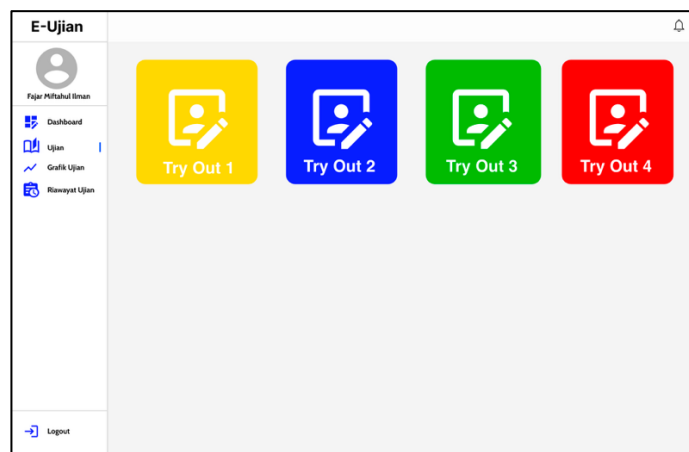 E-Ujian
Fajar Miftahul Ilman
Dashboard
Ujian
Grafik Ujian
Riawayat Ujian
Logout
Try Out 1
Try Out 2
Try Out 3
Try Out 4